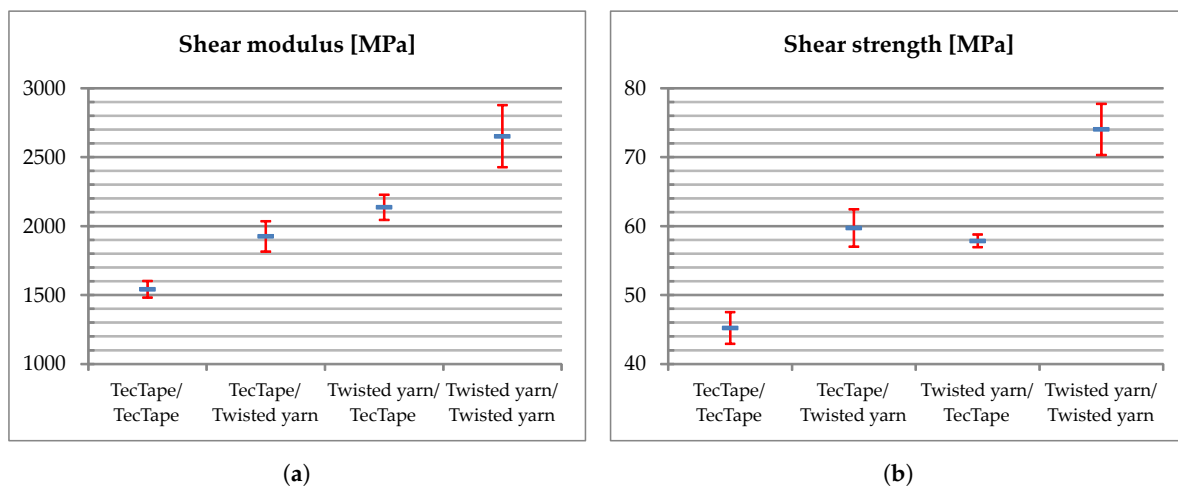 Shear modulus [MPa]
3000
2500
2000
1500
1000
TecTape/ TecTape/ Twisted yarn/ Twisted yarn/
TecTape Twisted yarn TecTape Twisted yarn
(a)
Shear strength [MPa]
80
70
60
50
40
TecTape/ TecTape/ Twisted yarn/ Twisted yarn/
TecTape Twisted yarn TecTape Twisted yarn
(b)